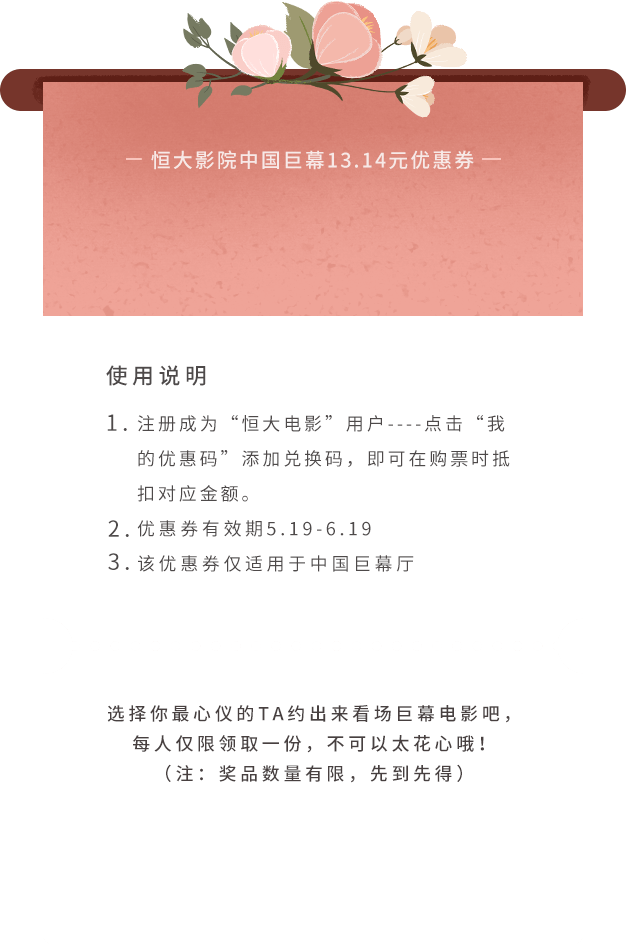 — 恒大影院中国巨幕13.14元优惠券 —
使用说明
1. 注册成为“恒大电影”用户----点击“我
的优惠码”添加兑换码，即可在购票时抵
扣对应金额。
2. 优惠券有效期5.19-6.19
3. 该优惠券仅适用于中国巨幕厅
选择你最心仪的TA约出来看场巨幕电影吧，
每人仅限领取一份，不可以太花心哦！
（注：奖品数量有限，先到先得）